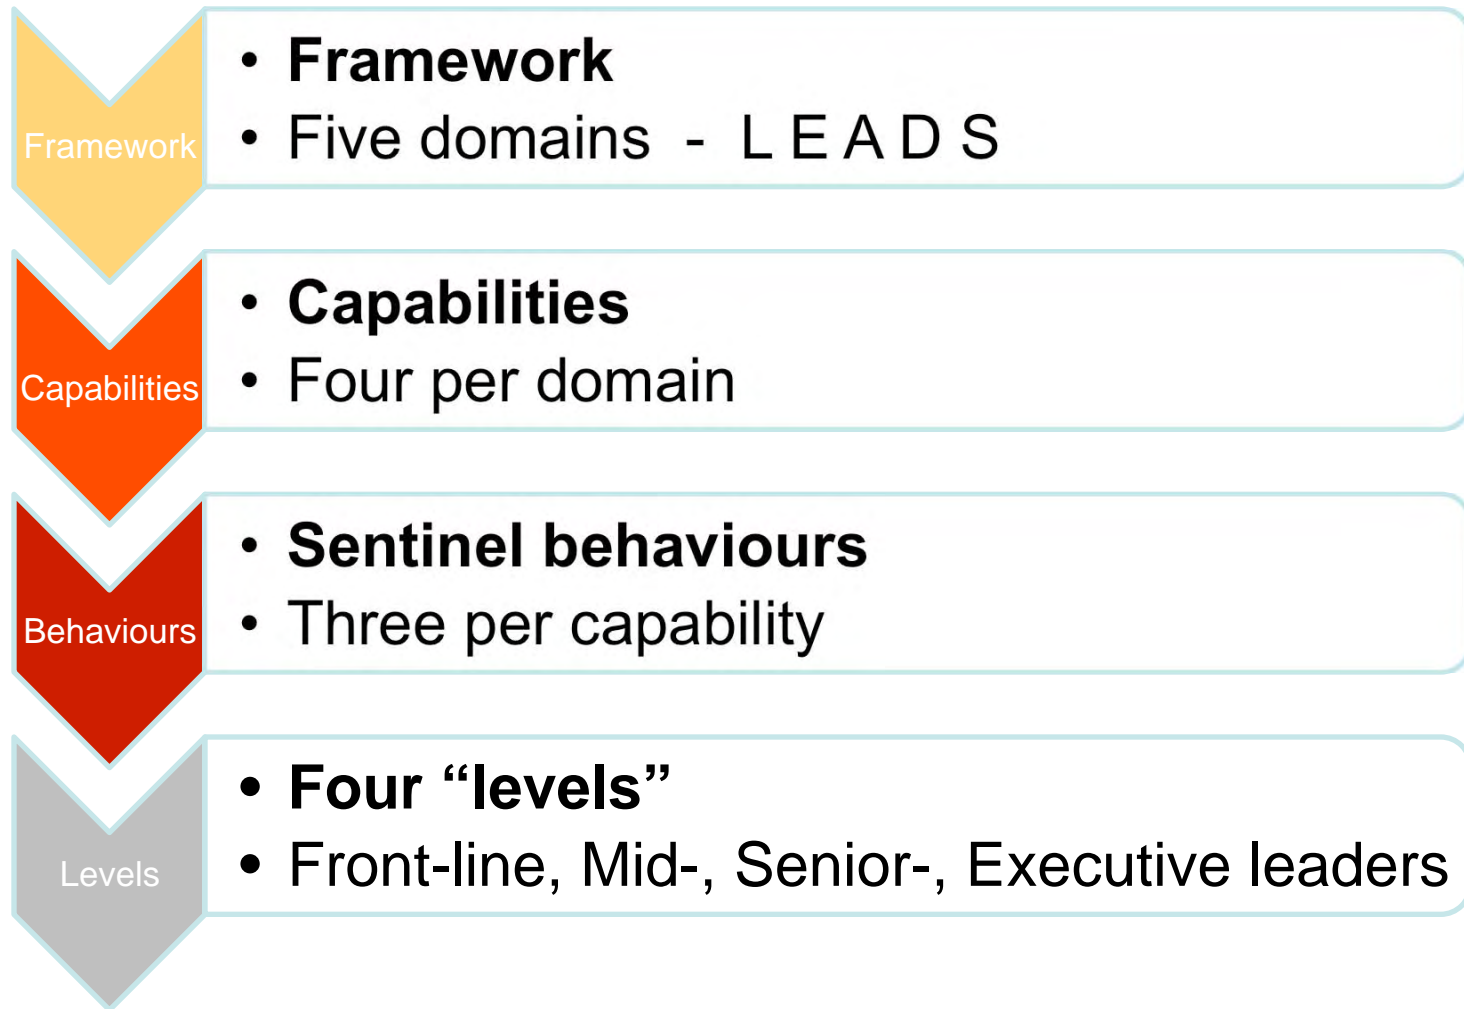 Framework
• Framework
• Five domains - L E A D S
Capabilities
• Capabilities
• Four per domain
Behaviours
• Sentinel behaviours
• Three per capability
Levels
• Four “levels”
• Front-line, Mid-, Senior-, Executive leaders